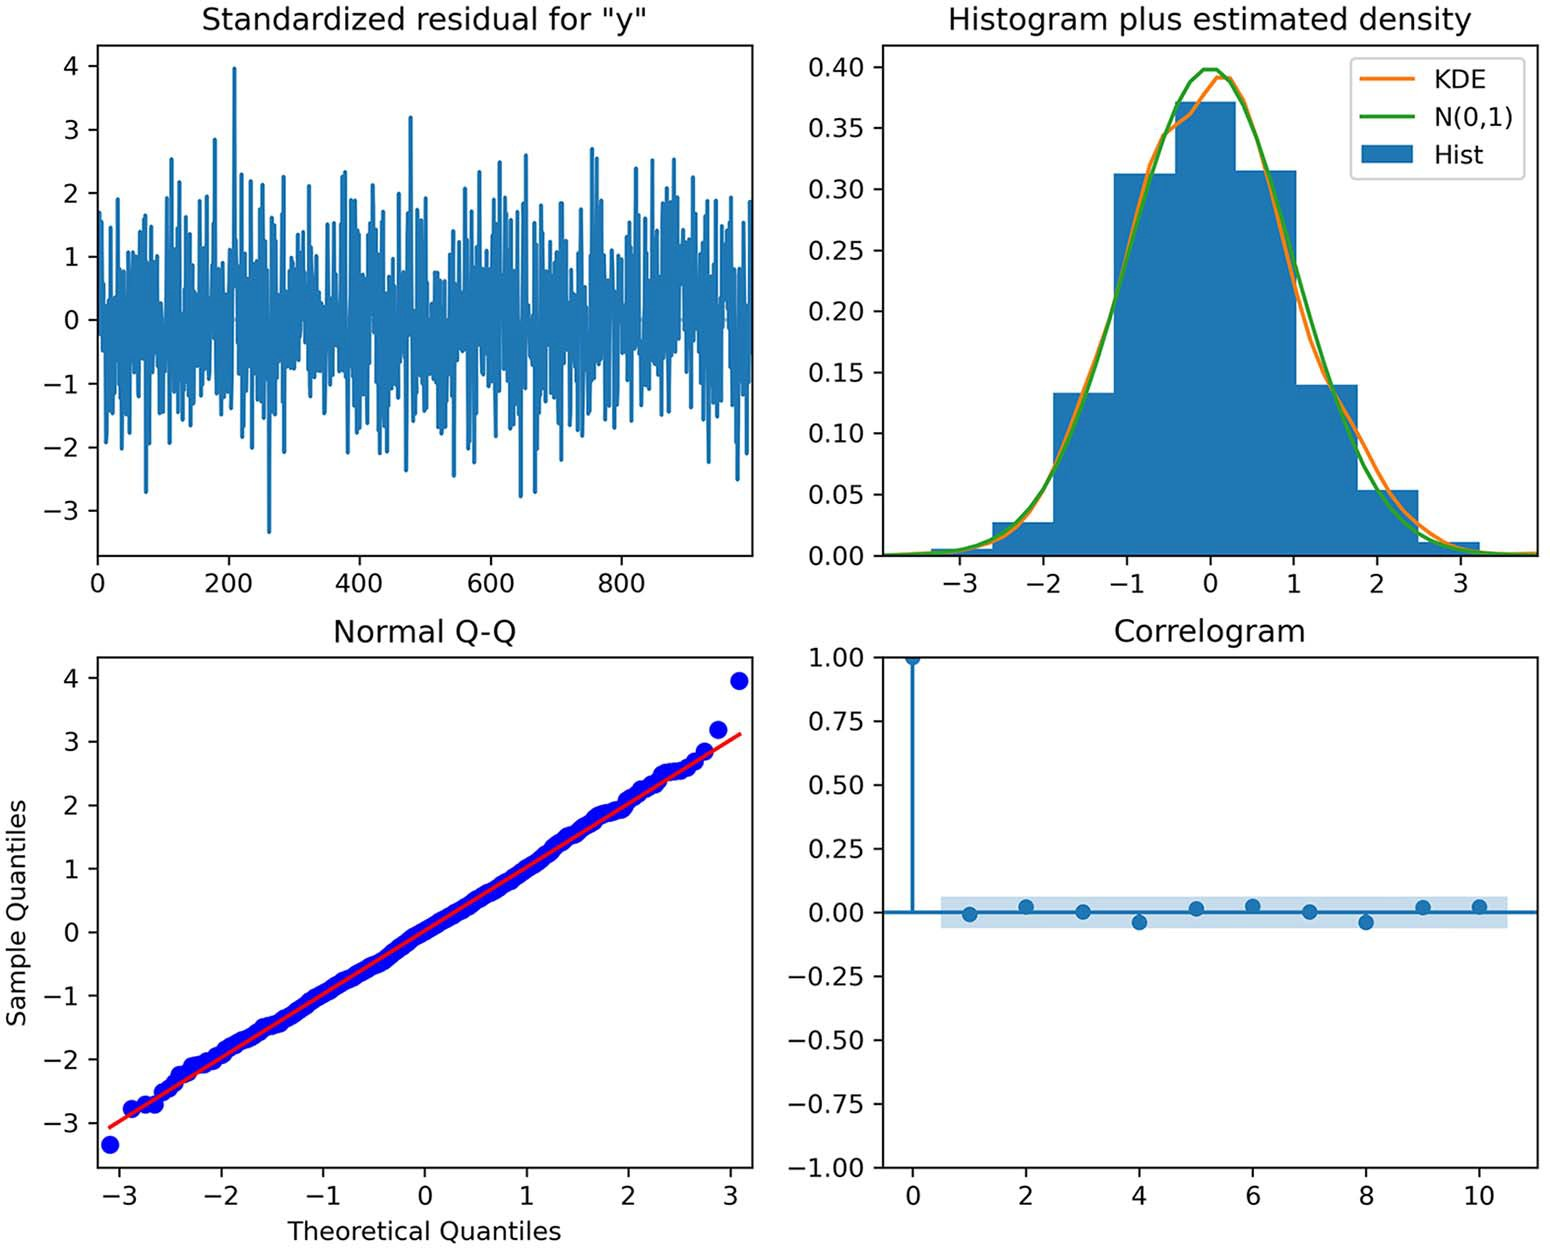 Standardized residual for "y"
4
3
2
1
0
−1
−2
−3
0 200 400 600 800
Histogram plus estimated density
0.40
0.35
0.30
0.25
0.20
0.15
0.10
0.05
0.00
KDE
N(0,1)
Hist
−3 −2 −1 0 1 2 3
Normal Q-Q
Sample Quantiles
4
3
2
1
0
−1
−2
−3
−3 −2 −1 0 1 2 3
Theoretical Quantiles
Correlogram
1.00
0.75
0.50
0.25
0.00
−0.25
−0.50
−0.75
−1.00
0 2 4 6 8 10